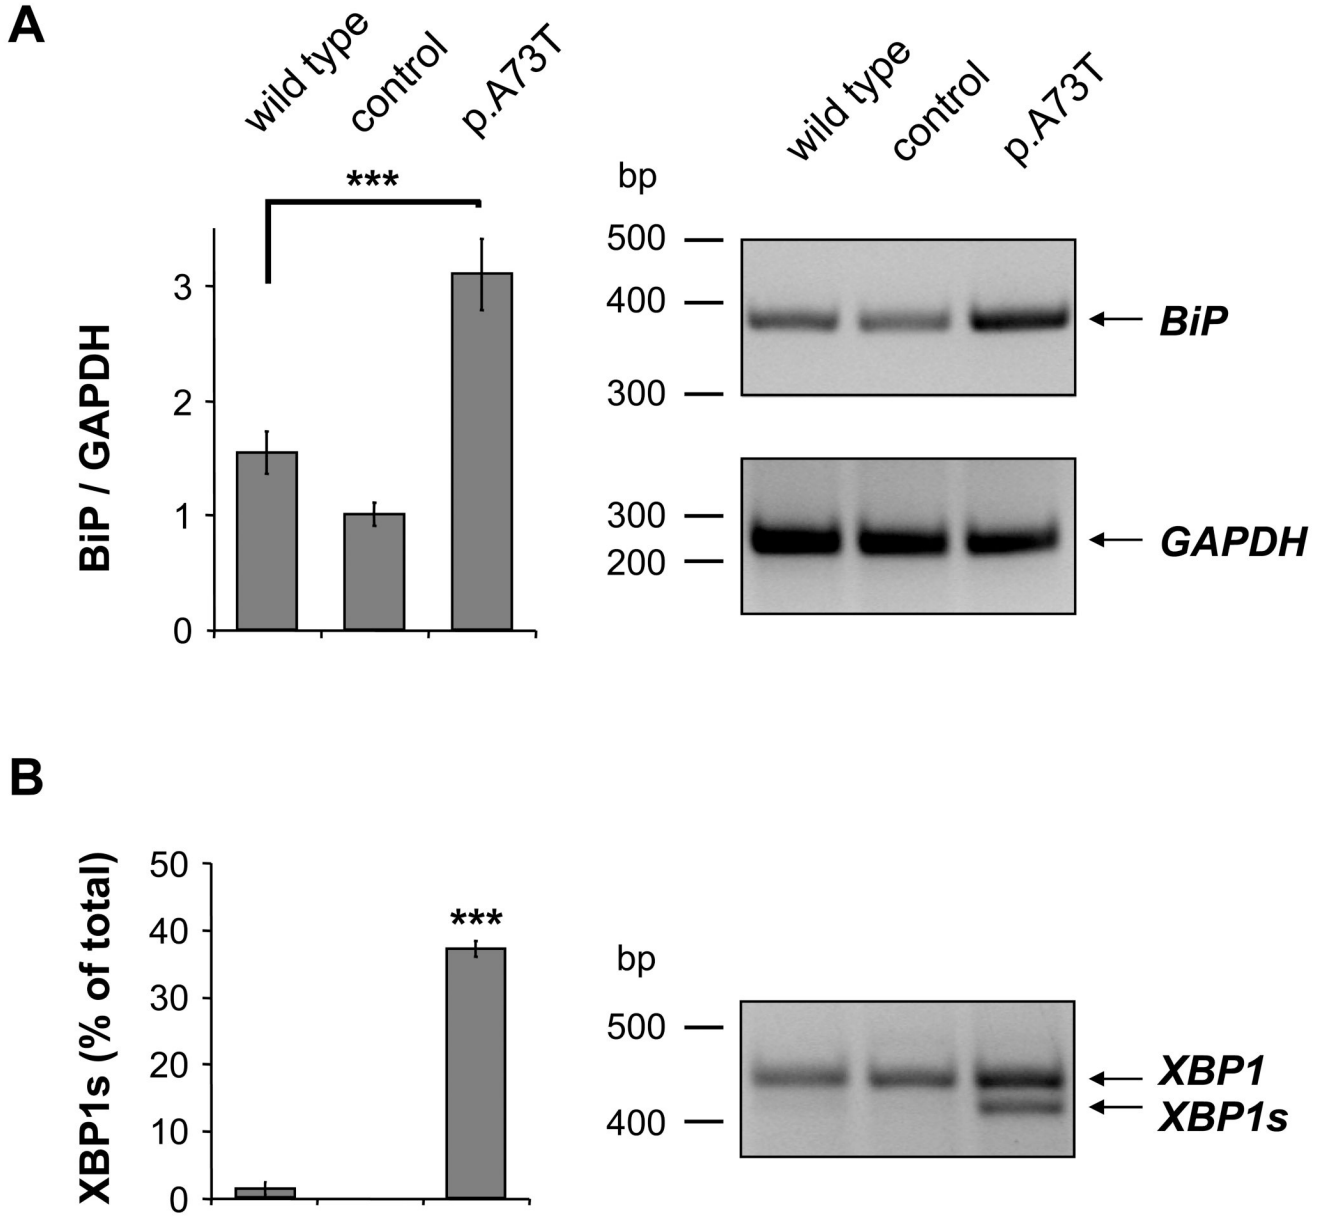 A
wild type
control
p.A73T
***
BiP / GAPDH
3
2
1
0
wild type
control
p.A73T
bp
500
400
300
BiP
300
200
GAPDH
B
XBP1s (% of total)
50
40
30
20
10
0
***
bp
500
400
XBP1
XBP1s